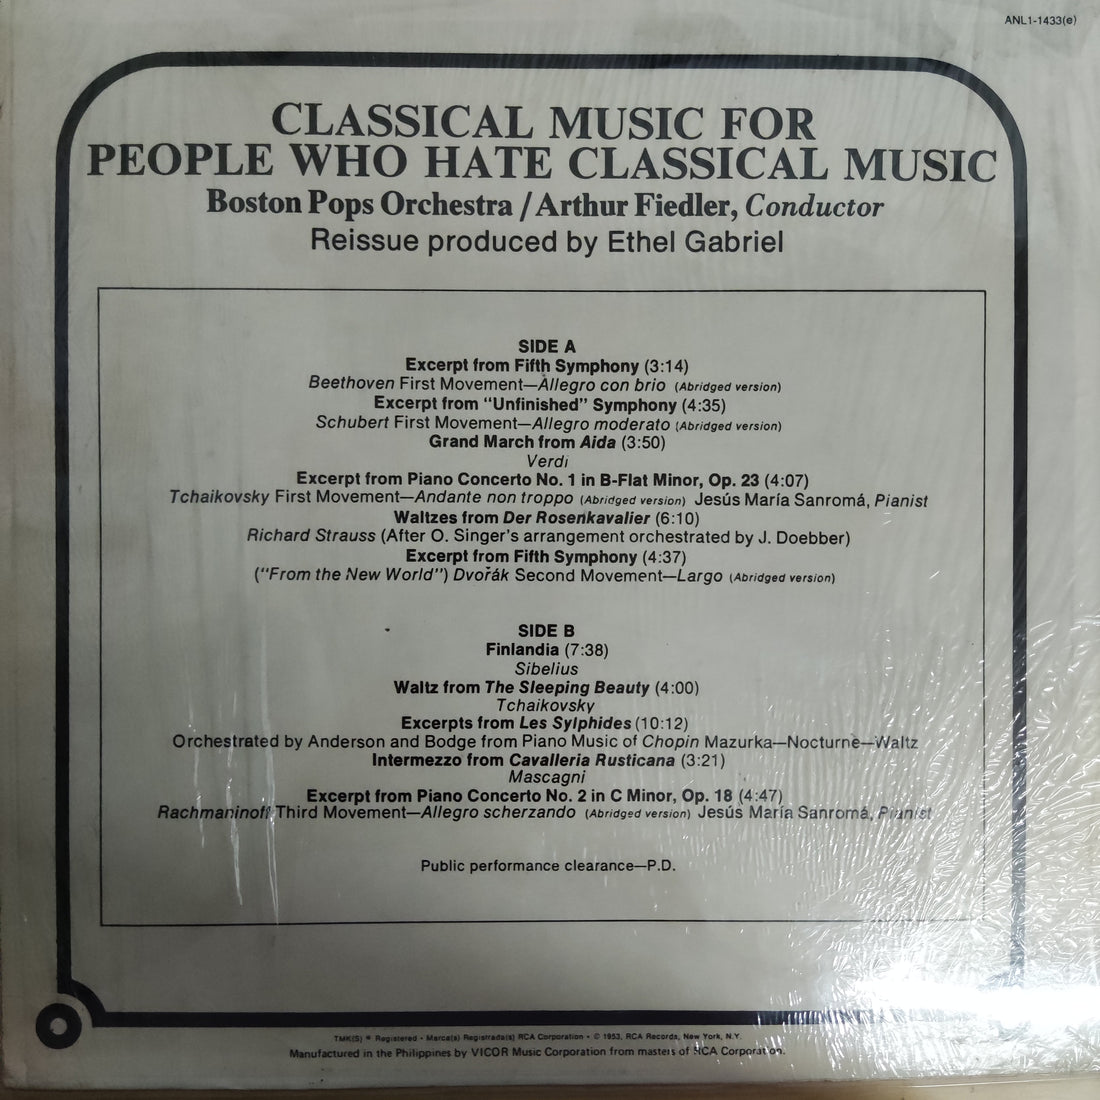 ANL1-1433(e)
CLASSICAL MUSIC FOR
PEOPLE WHO HATE CLASSICAL MUSIC
Boston Pops Orchestra / Arthur Fiedler, Conductor
Reissue produced by Ethel Gabriel
SIDE A
Excerpt from Fifth Symphony (3:14)
Beethoven First Movement—Allegro con brio (Abridged version)
Excerpt from “Unfinished” Symphony (4:35)
Schubert First Movement—Allegro moderato (Abridged version)
Grand March from Aida (3:50)
Verdi
Excerpt from Piano Concerto No. 1 in B-Flat Minor, Op. 23 (4:07)
Tchaikovsky First Movement—Andante non troppo (Abridged version) Jesús María Sanromá, Pianist
Waltzes from Der Rosenkavalier (6:10)
Richard Strauss (After O. Singer's arrangement orchestrated by J. Doebber)
Excerpt from Fifth Symphony (4:37)
(“From the New World”) Dvořák Second Movement—Largo (Abridged version)
SIDE B
Finlandia (7:38)
Sibelius
Waltz from The Sleeping Beauty (4:00)
Tchaikovsky
Excerpts from Les Sylphides (10:12)
Orchestrated by Anderson and Bodge from Piano Music of Chopin Mazurka—Nocturne—Waltz
Intermezzo from Cavalleria Rusticana (3:21)
Mascagni
Excerpt from Piano Concerto No. 2 in C Minor, Op. 18 (4:47)
Rachmaninoff Third Movement—Allegro scherzando (Abridged version) Jesús María Sanromá, Pianist
Public performance clearance—P.D.
TMK(S) ® Registered • Marca(s) Registrada(s) RCA Corporation • © 1953, RCA Records, New York, N.Y.
Manufactured in the Philippines by VICOR Music Corporation from masters of RCA Corporation.